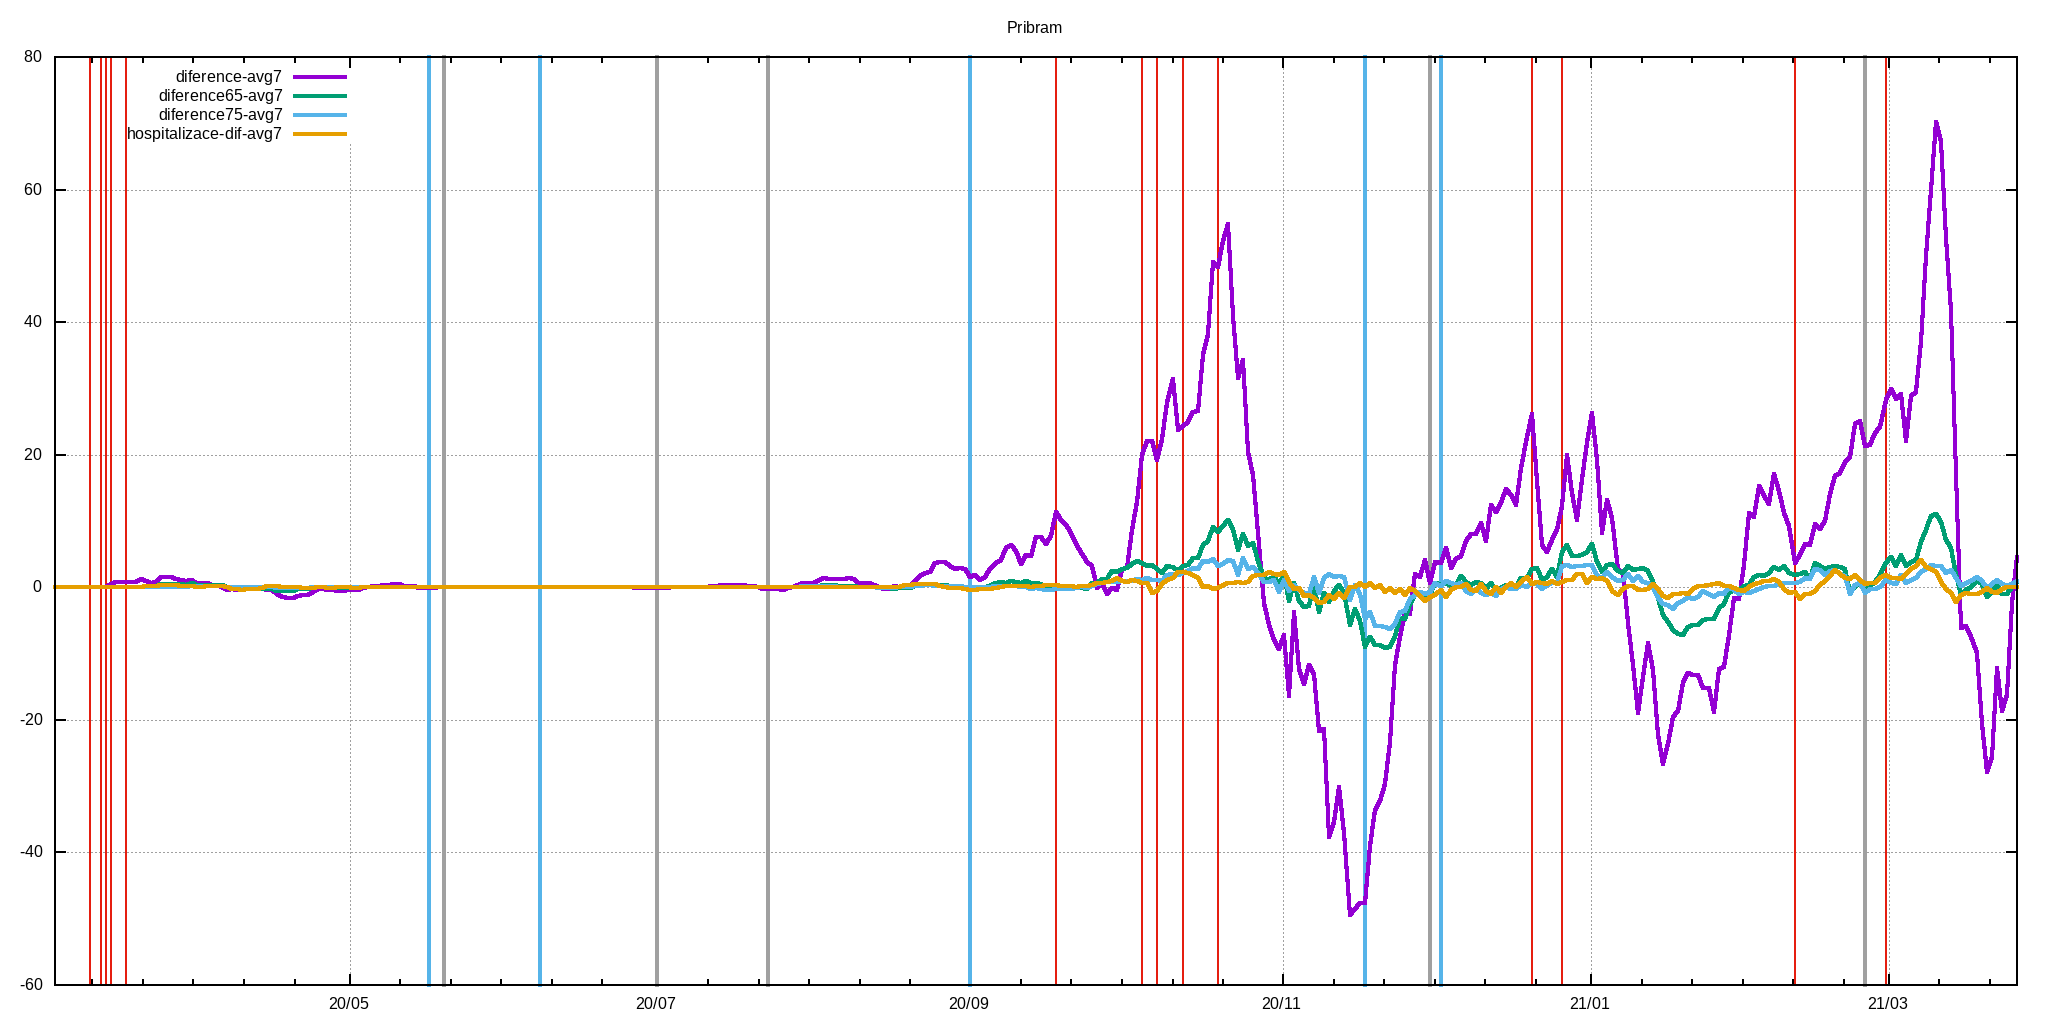 Pribram
80
60
40
20
0
-20
-40
-60
diference-avg7
diference65-avg7
diference75-avg7
hospitalizace-dif-avg7
20/05
20/07
20/09
20/11
21/01
21/03